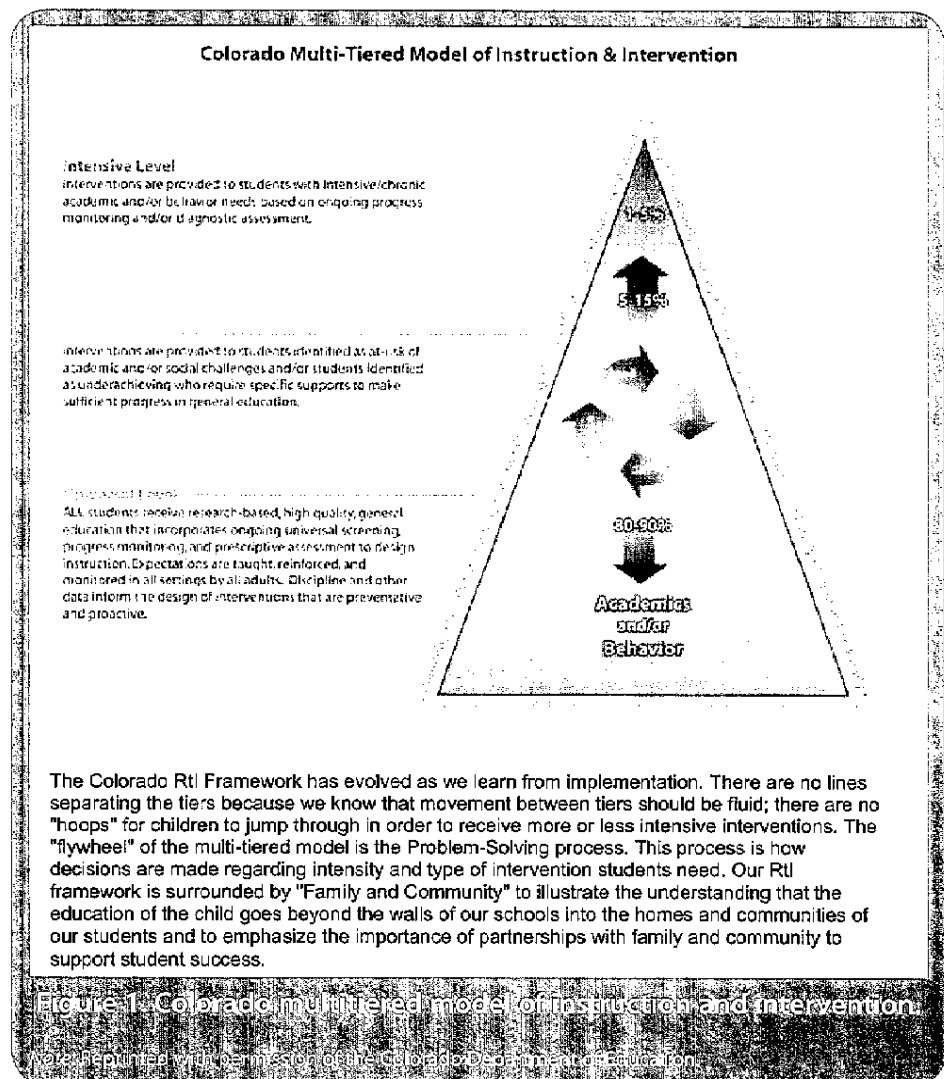 Colorado Multi-Tiered Model of Instruction & Intervention
Intensive Level
Interventions are provided to students with intensive/chronic
academic and/or behavior needs based on ongoing progress
monitoring and/or diagnostic assessment.
1-5%
5-15%
Interventions are provided to students identified as at-risk of
academic and/or social challenges and/or students identified
as underachieving who require specific supports to make
sufficient progress in general education.
Universal Level
ALL students receive research-based, high quality, general
education that incorporates ongoing universal screening,
progress monitoring, and prescriptive assessment to design
instruction. Expectations are taught, reinforced, and
monitored in all settings by all adults. Discipline and other
data inform the design of interventions that are preventative
and proactive.
80-90%
Academics
and/or
Behavior
The Colorado RtI Framework has evolved as we learn from implementation. There are no lines
separating the tiers because we know that movement between tiers should be fluid; there are no
"hoops" for children to jump through in order to receive more or less intensive interventions. The
"flywheel" of the multi-tiered model is the Problem-Solving process. This process is how
decisions are made regarding intensity and type of intervention students need. Our RtI
framework is surrounded by "Family and Community" to illustrate the understanding that the
education of the child goes beyond the walls of our schools into the homes and communities of
our students and to emphasize the importance of partnerships with family and community to
support student success.
Figure 1. Colorado multitiered model of instruction and intervention.
Note. Reprinted with permission of the Colorado Department of Education.